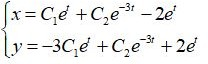 x = C₁eᵗ + C₂e⁻³ᵗ − 2eᵗ
y = −3C₁eᵗ + C₂e⁻³ᵗ + 2eᵗ